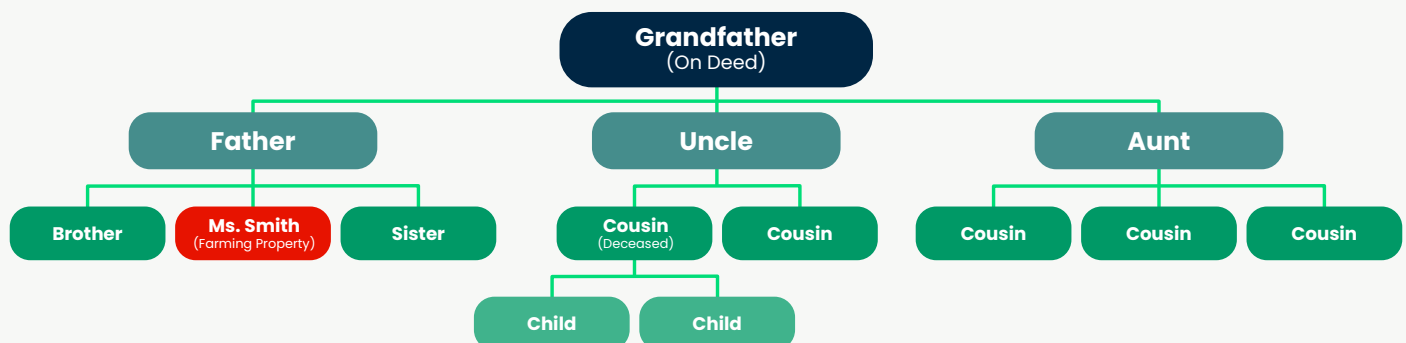 Grandfather
(On Deed)
Father
Uncle
Aunt
Brother
Ms. Smith
(Farming Property)
Sister
Cousin
(Deceased)
Cousin
Cousin
Cousin
Cousin
Child
Child